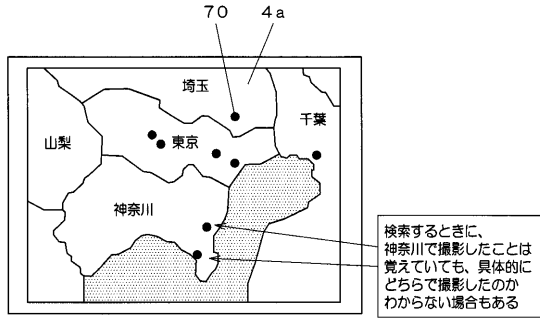 70
4a
埼玉
千葉
山梨
東京
神奈川
検索するときに、
神奈川で撮影したことは
覚えていても、具体的に
どちらで撮影したのか
わからない場合もある